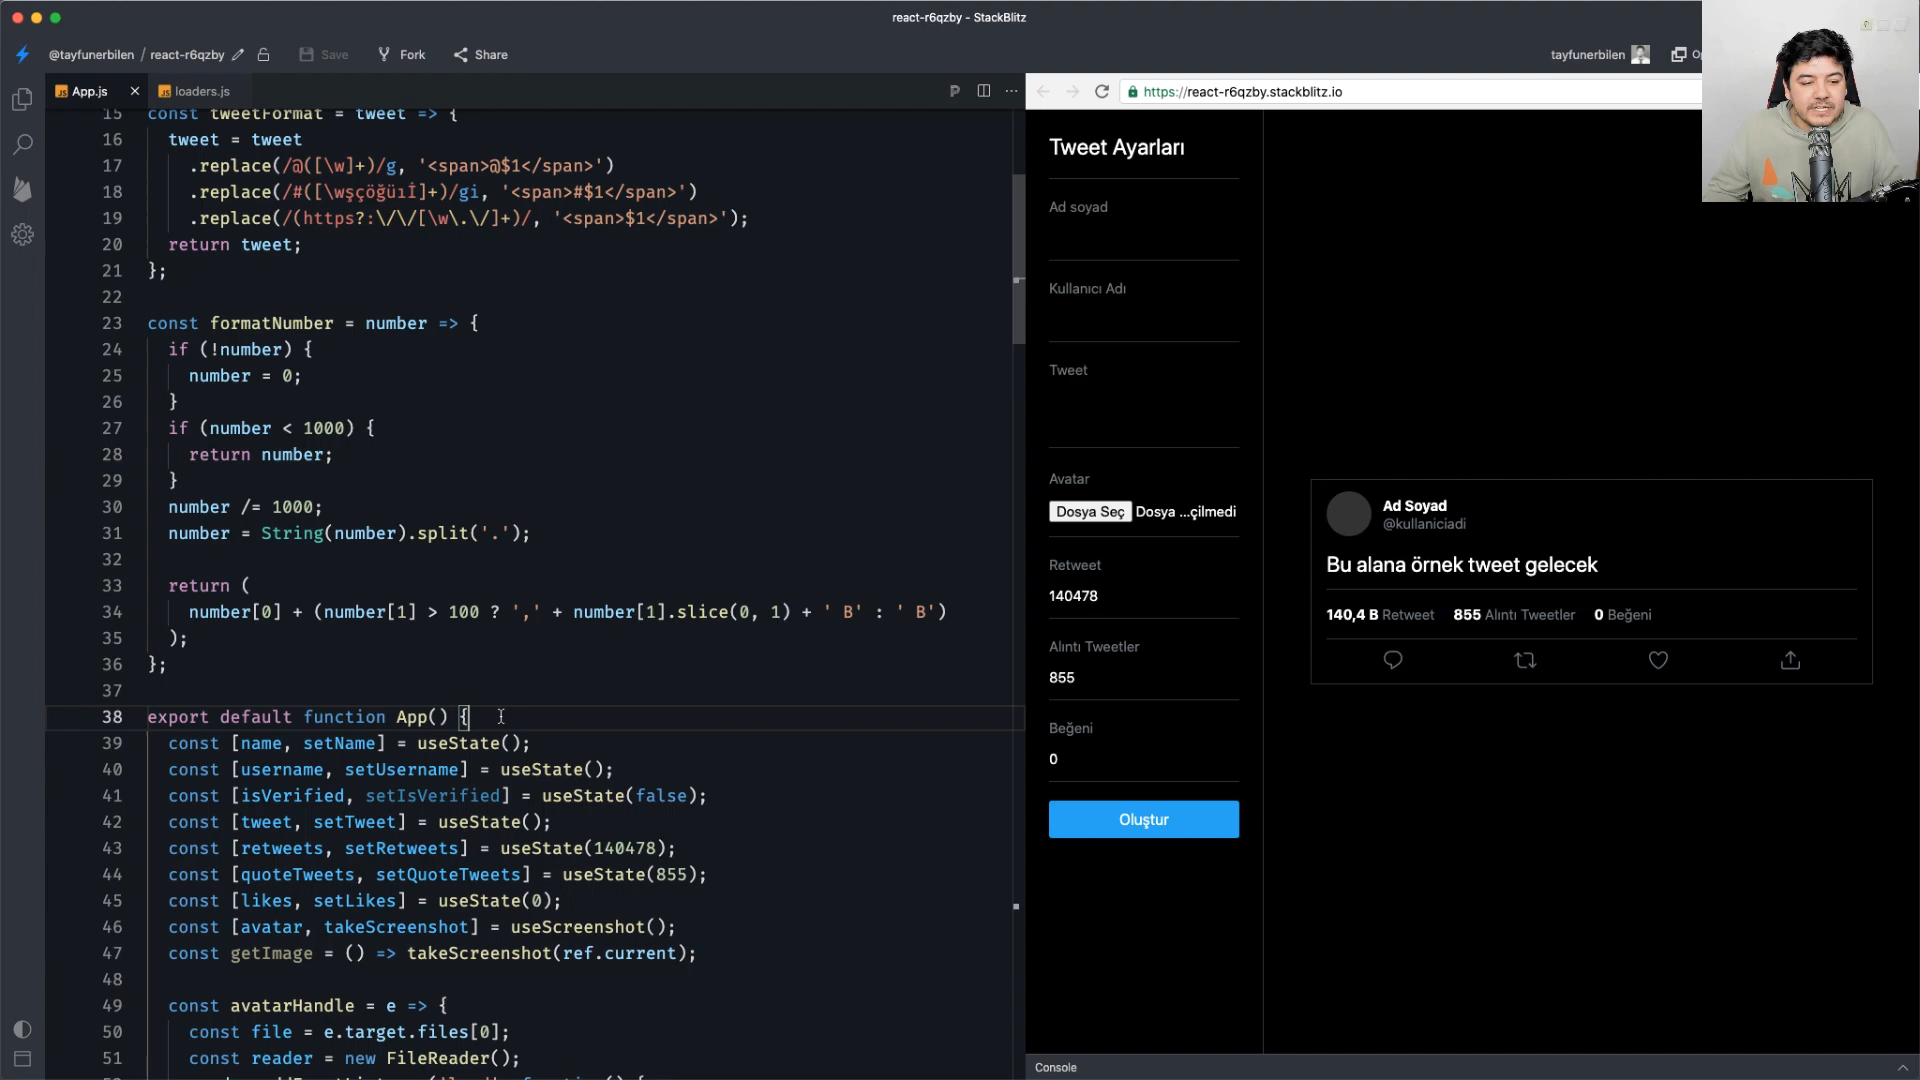 react-r6qzby - StackBlitz
@tayfunerbilen / react-r6qzby
Save
Fork
Share
tayfunerbilen
App.js
loaders.js
https://react-r6qzby.stackblitz.io
15 const tweetFormat = tweet => {
16 tweet = tweet
17 .replace(/@([\w]+)/g, '<span>@$1</span>')
18 .replace(/#([\wşçöğüıİ]+)/gi, '<span>#$1</span>')
19 .replace(/(https?:\/\/[\w\.\/]+)/, '<span>$1</span>');
20 return tweet;
21 };
22
23 const formatNumber = number => {
24 if (!number) {
25 number = 0;
26 }
27 if (number < 1000) {
28 return number;
29 }
30 number /= 1000;
31 number = String(number).split('.');
32
33 return (
34 number[0] + (number[1] > 100 ? ',' + number[1].slice(0, 1) + ' B' : ' B')
35 );
36 };
37
38 export default function App() {
39 const [name, setName] = useState();
40 const [username, setUsername] = useState();
41 const [isVerified, setIsVerified] = useState(false);
42 const [tweet, setTweet] = useState();
43 const [retweets, setRetweets] = useState(140478);
44 const [quoteTweets, setQuoteTweets] = useState(855);
45 const [likes, setLikes] = useState(0);
46 const [avatar, takeScreenshot] = useScreenshot();
47 const getImage = () => takeScreenshot(ref.current);
48
49 const avatarHandle = e => {
50 const file = e.target.files[0];
51 const reader = new FileReader();
Tweet Ayarları
Ad soyad
Kullanıcı Adı
Tweet
Avatar
Dosya Seç Dosya ...çilmedi
Retweet
140478
Alıntı Tweetler
855
Beğeni
0
Oluştur
Ad Soyad
@kullaniciadi
Bu alana örnek tweet gelecek
140,4 B Retweet 855 Alıntı Tweetler 0 Beğeni
Console